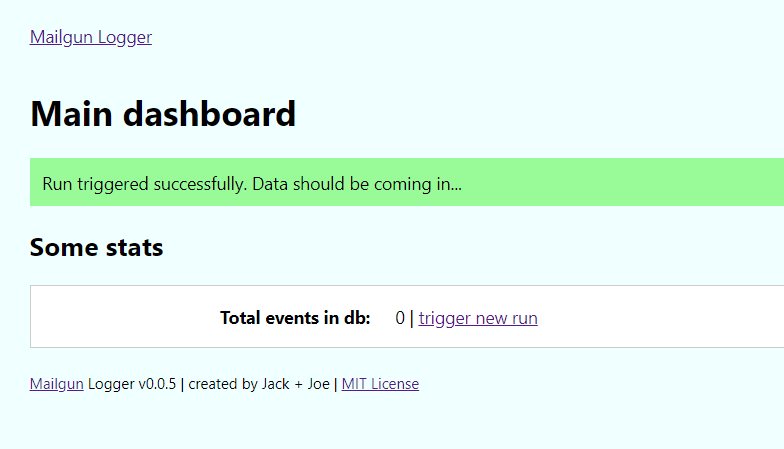 Mailgun Logger
Main dashboard
Run triggered successfully. Data should be coming in...
Some stats
Total events in db: 0 | trigger new run
Mailgun Logger v0.0.5 | created by Jack + Joe | MIT License